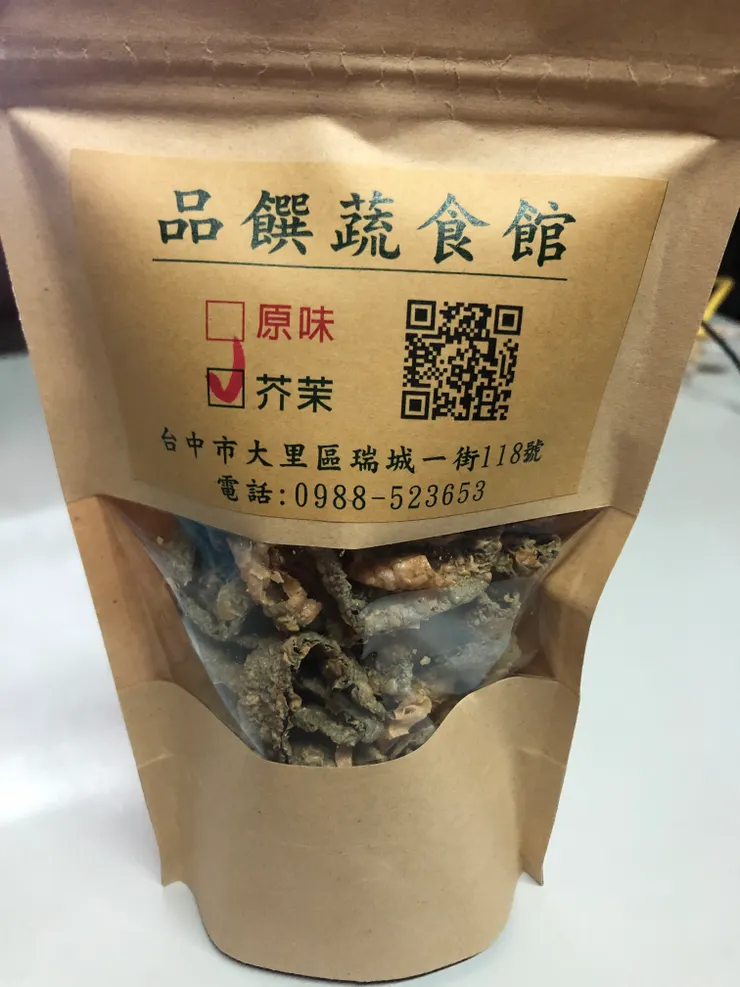 品饌蔬食館
原味
芥茉
台中市大里區瑞城一街118號
電話:0988-523653